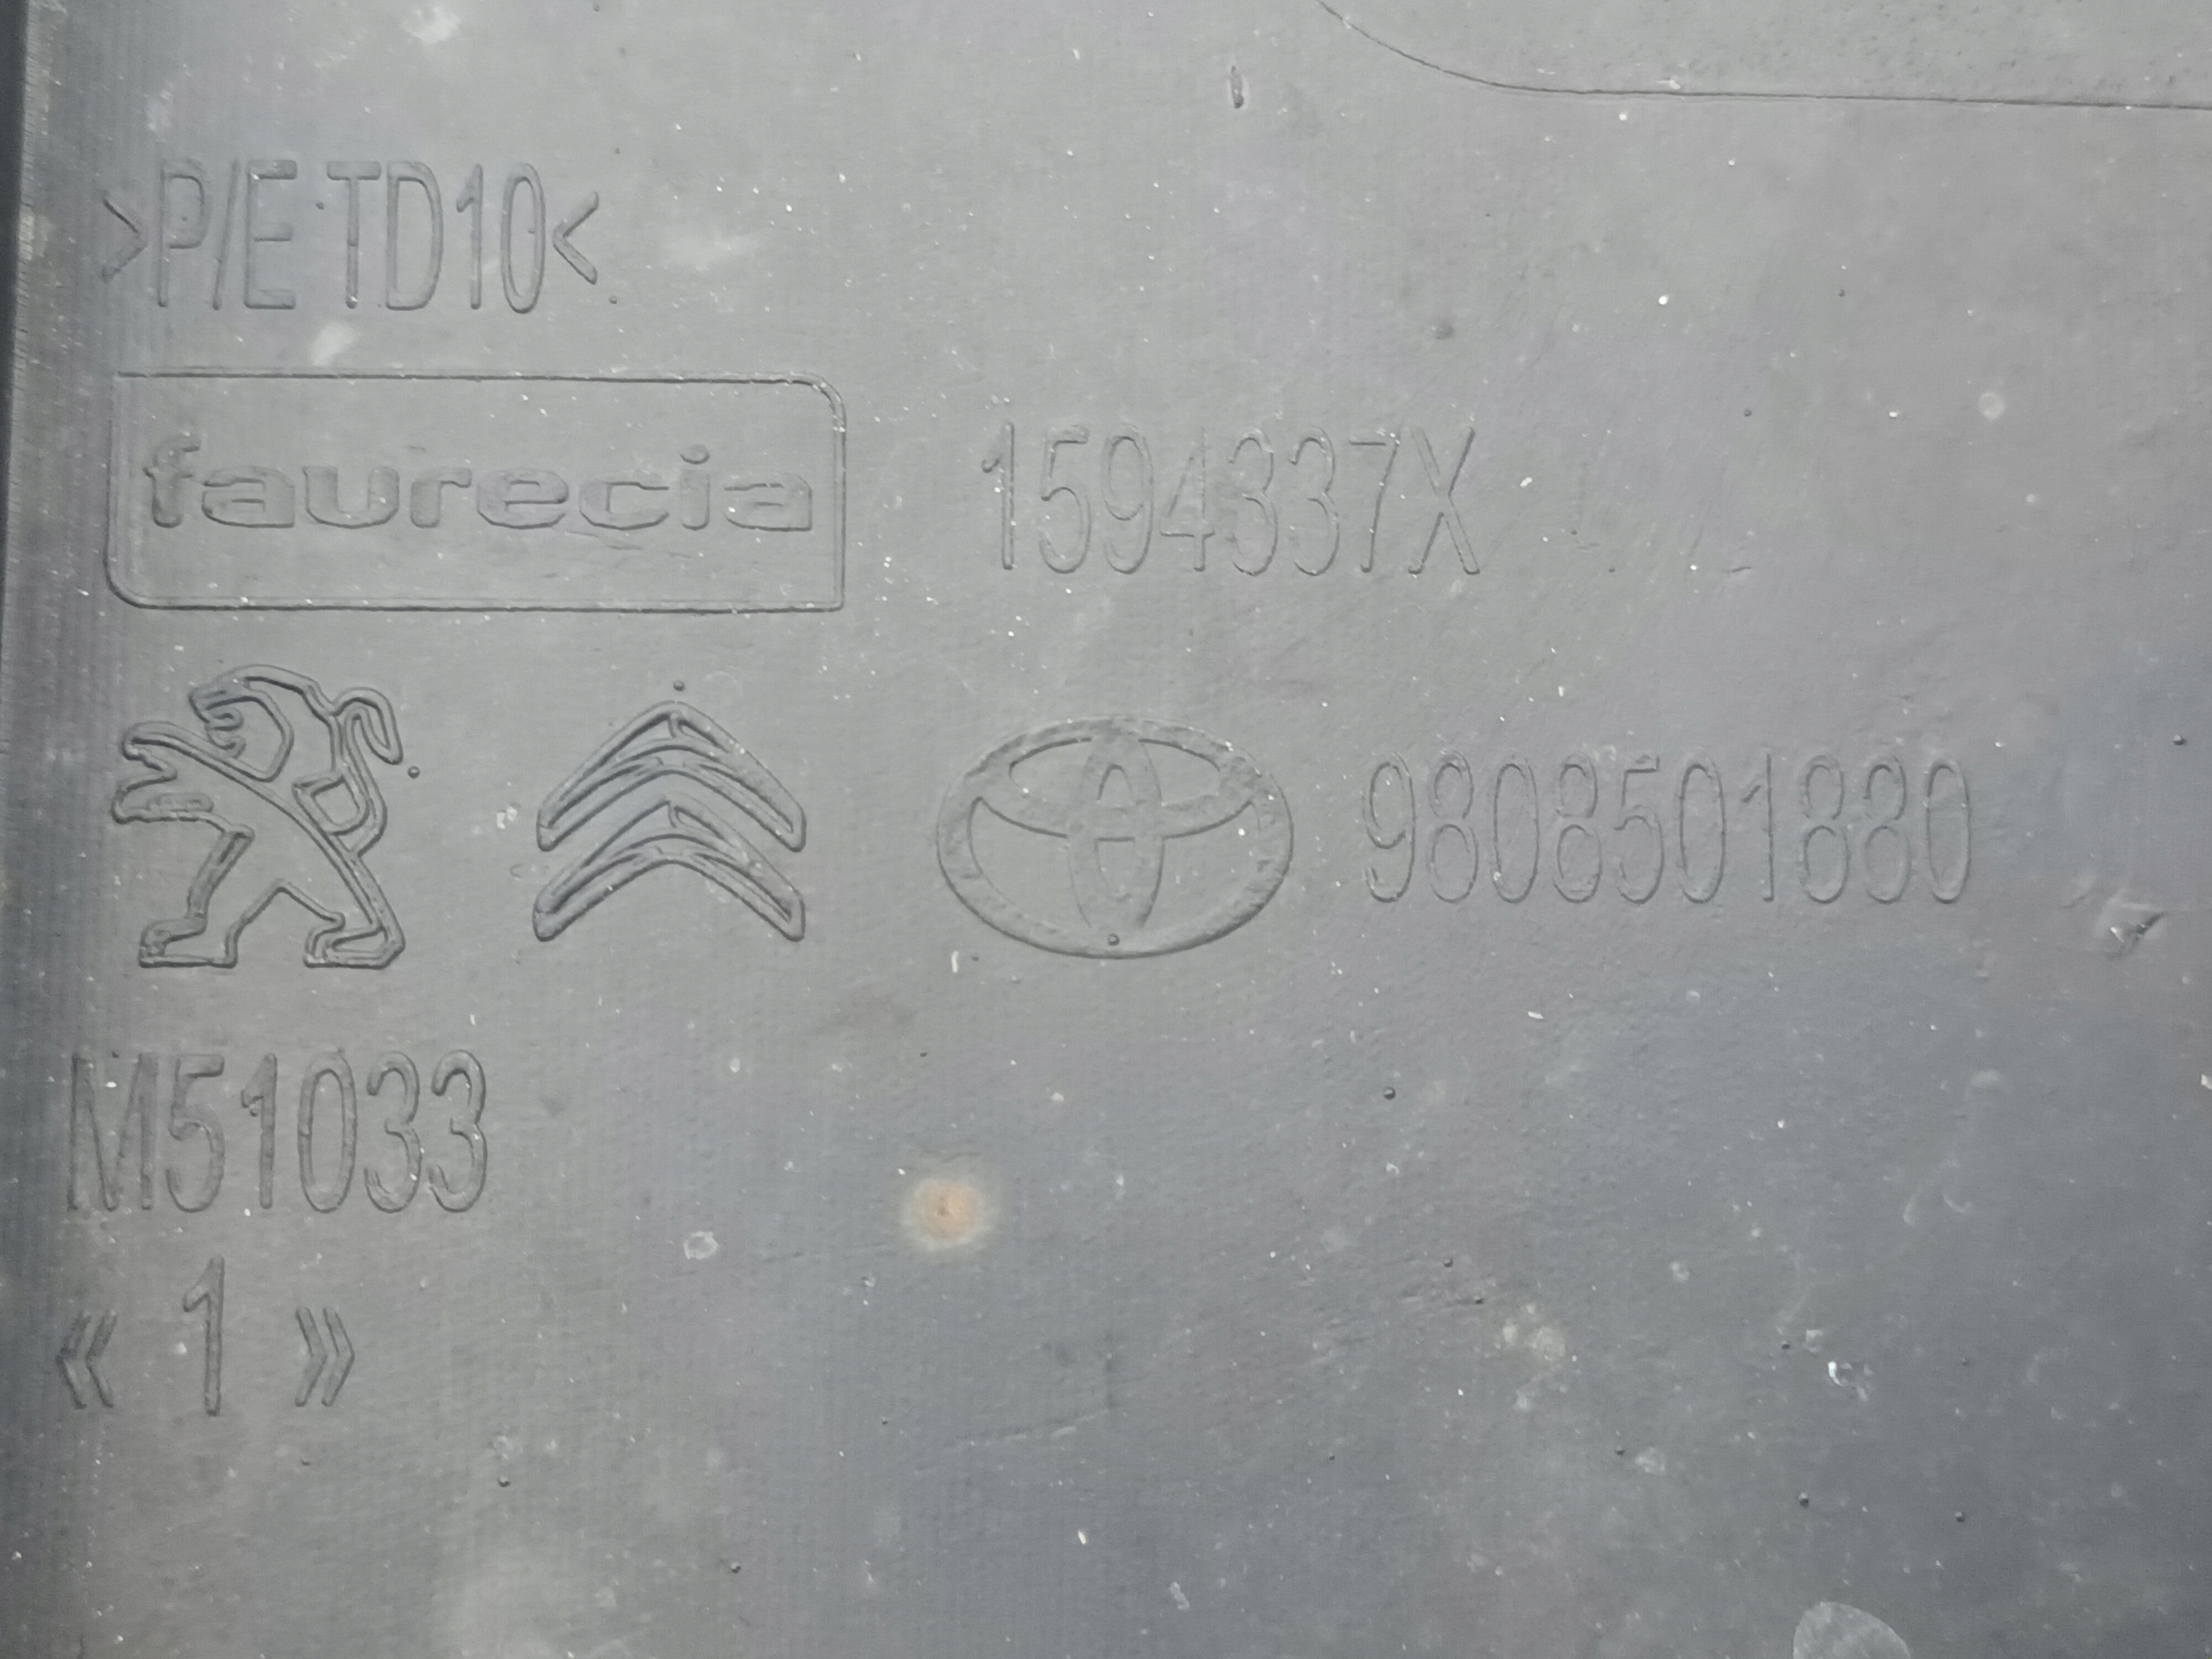 >P/E TD10<
faurecia 1594337X
9808501880
M51033
« 1 »